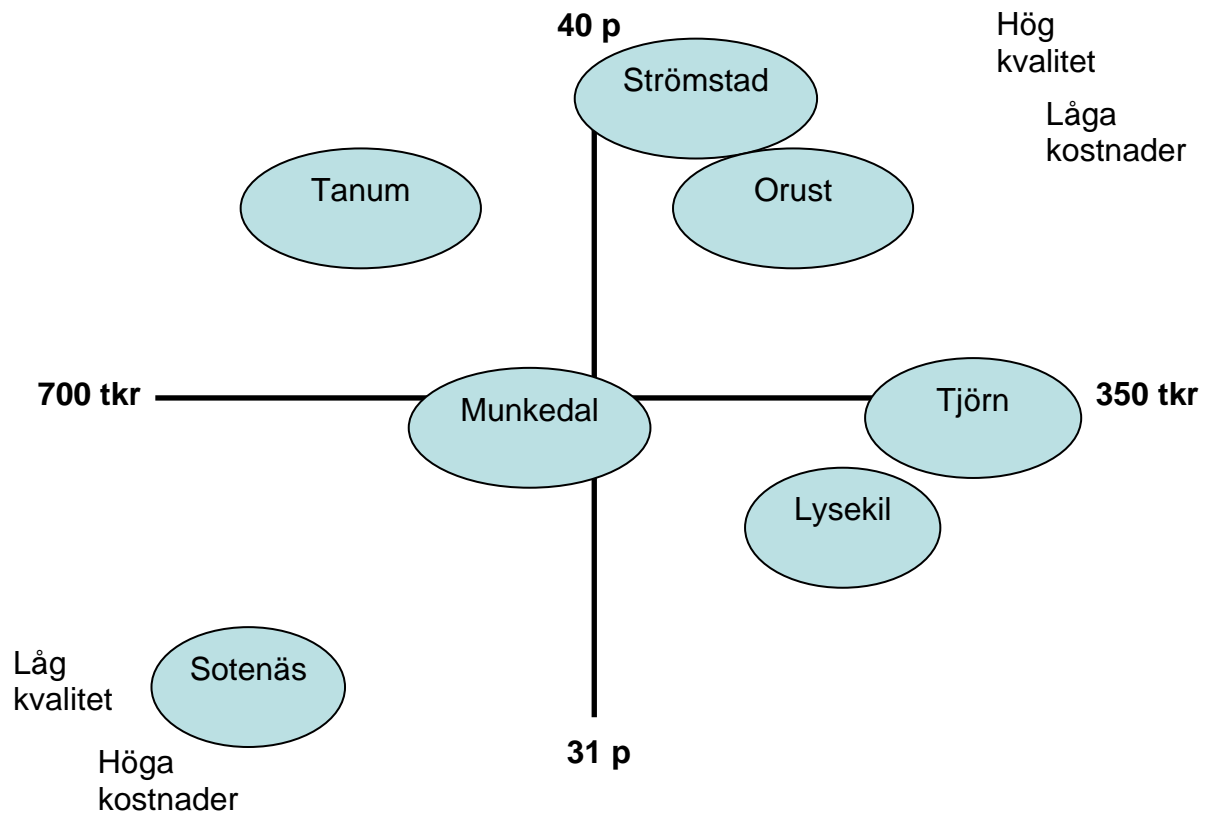 40 p
Hög
kvalitet
Strömstad
Låga
kostnader
Tanum
Orust
700 tkr
Munkedal
Tjörn
350 tkr
Lysekil
Låg
kvalitet
Sotenäs
31 p
Höga
kostnader